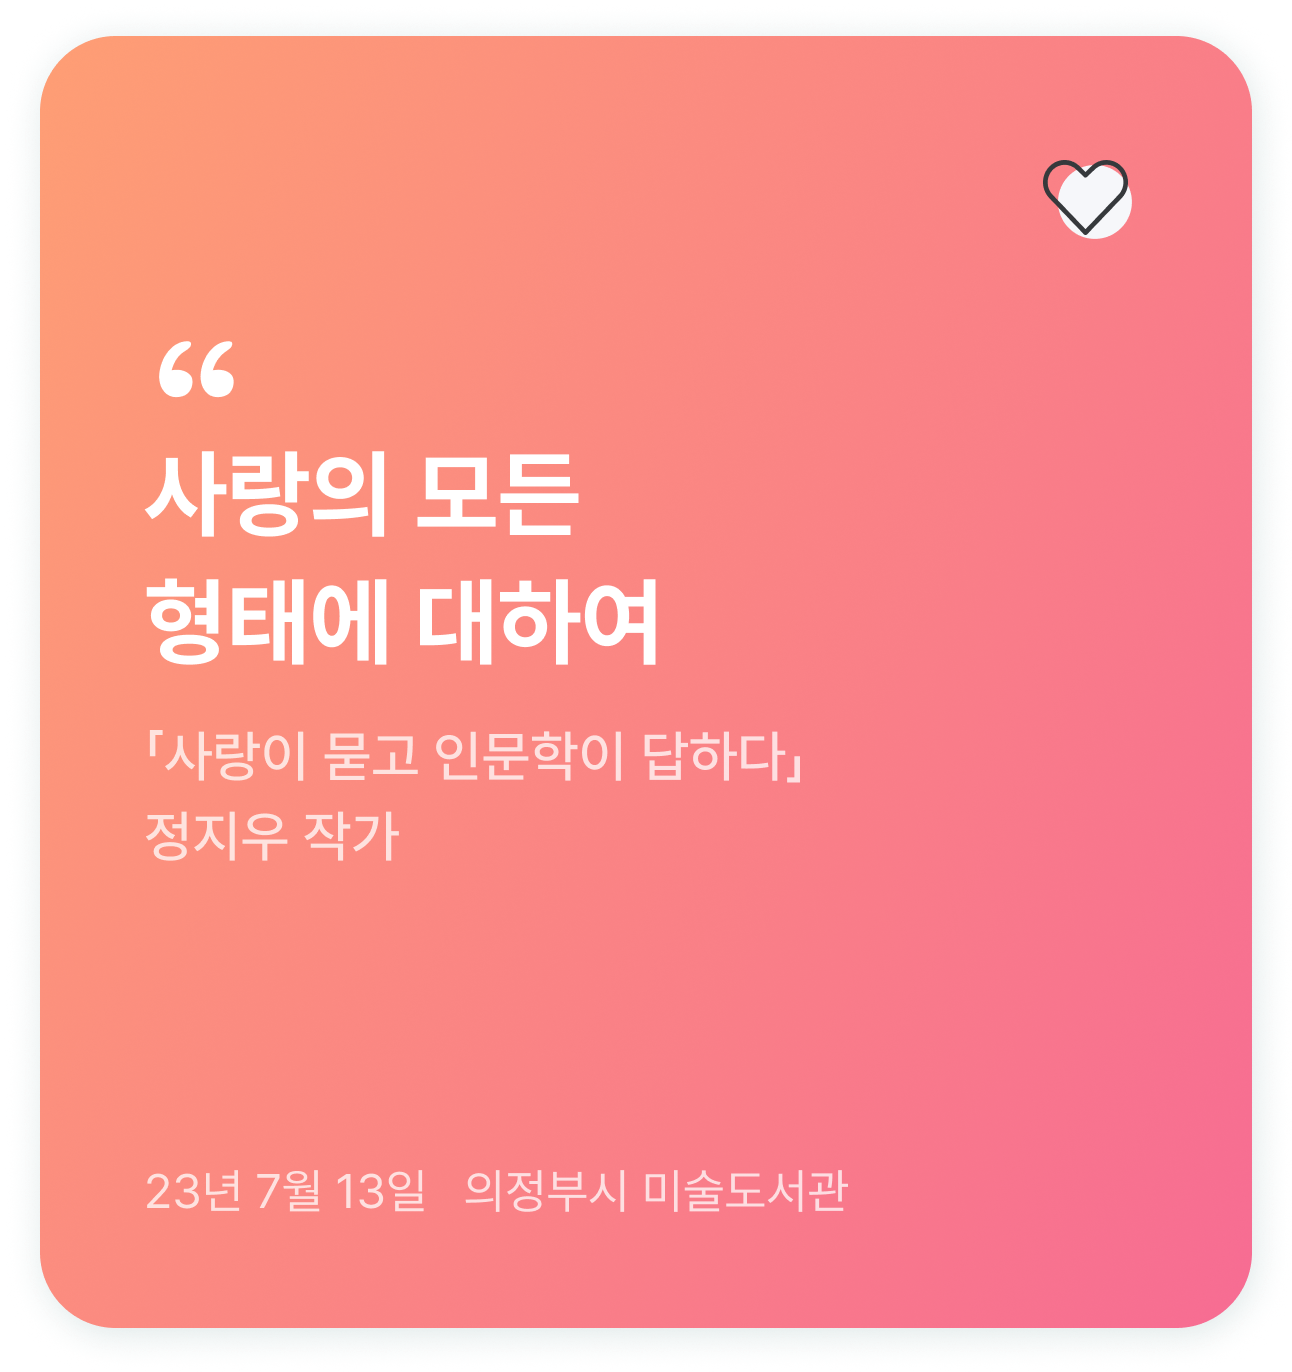 “
사랑의 모든
형태에 대하여
「사랑이 묻고 인문학이 답하다」
정지우 작가
23년 7월 13일 의정부시 미술도서관